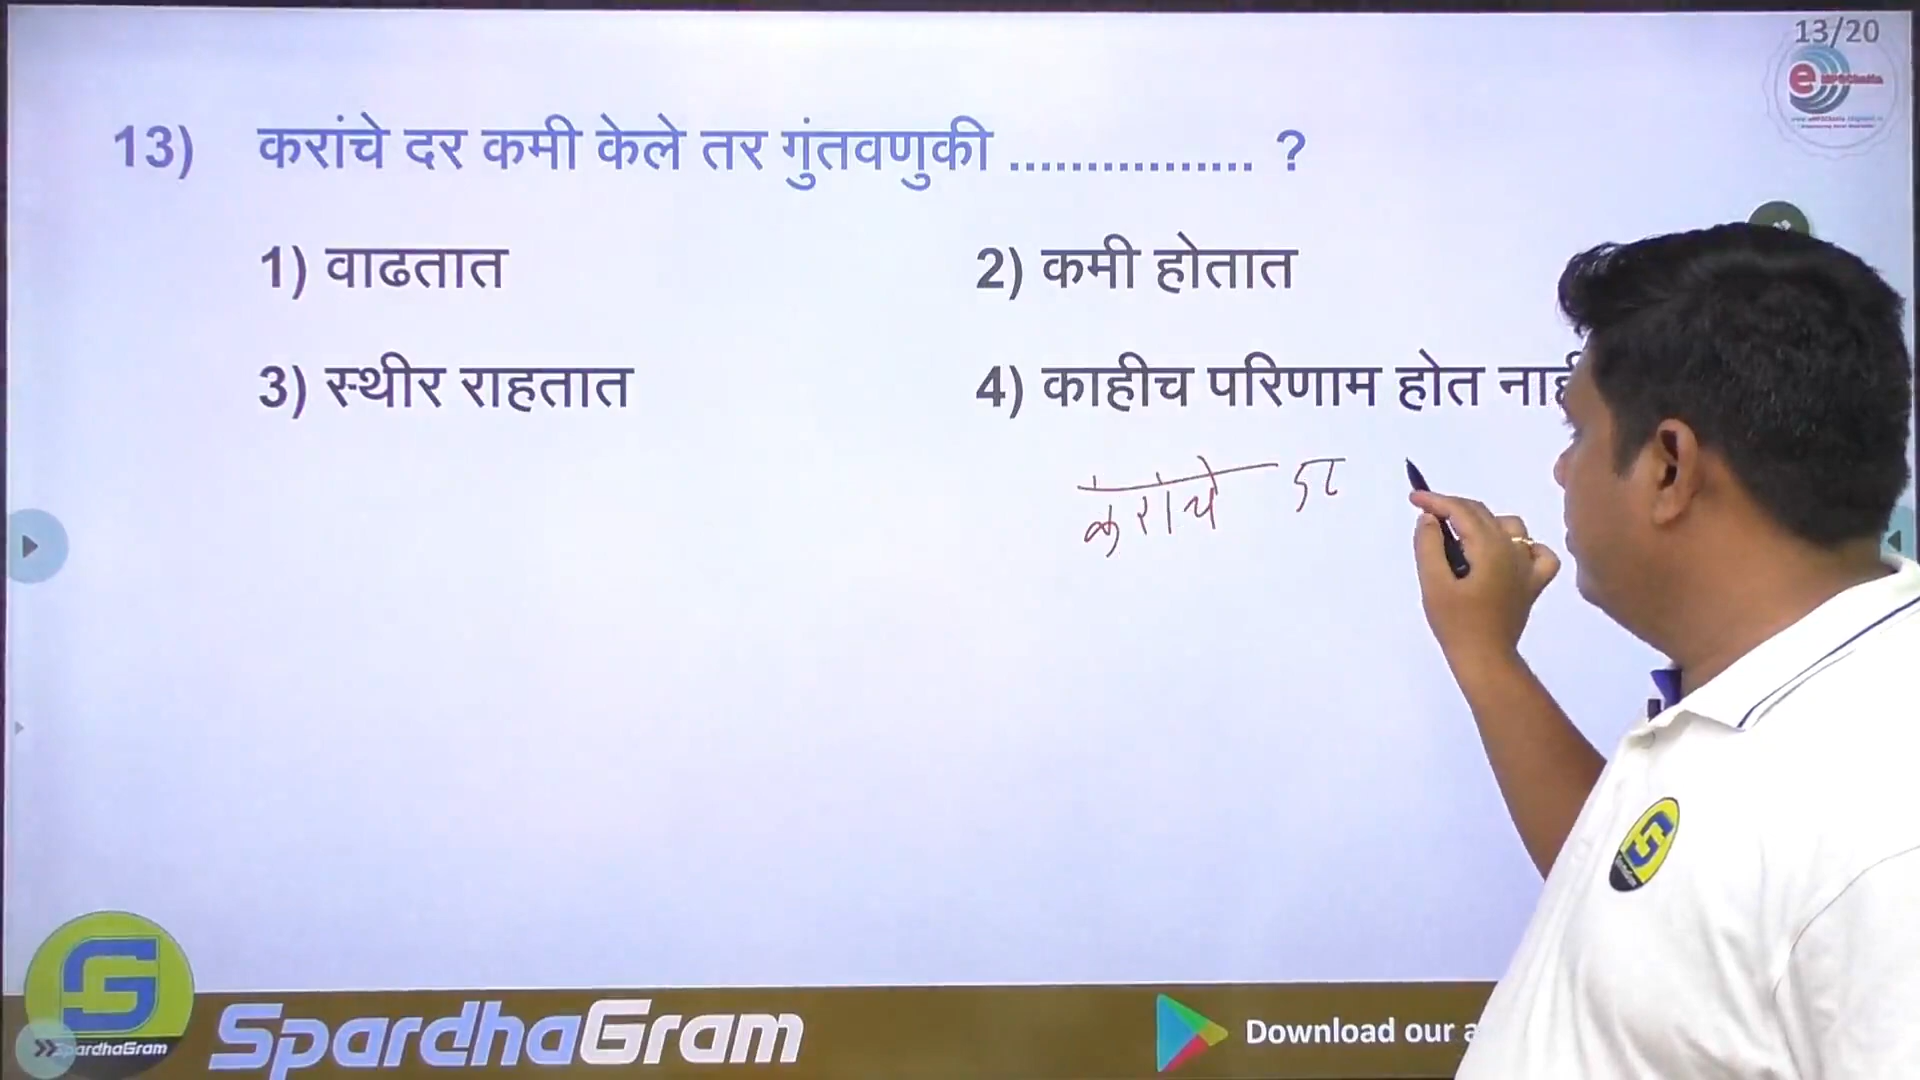 13/20
13) करांचे दर कमी केले तर गुंतवणुकी ................ ?
1) वाढतात
2) कमी होतात
3) स्थीर राहतात
4) काहीच परिणाम होत नाही
करांचे दर
SpardhaGram
SpardhaGram
Download our a